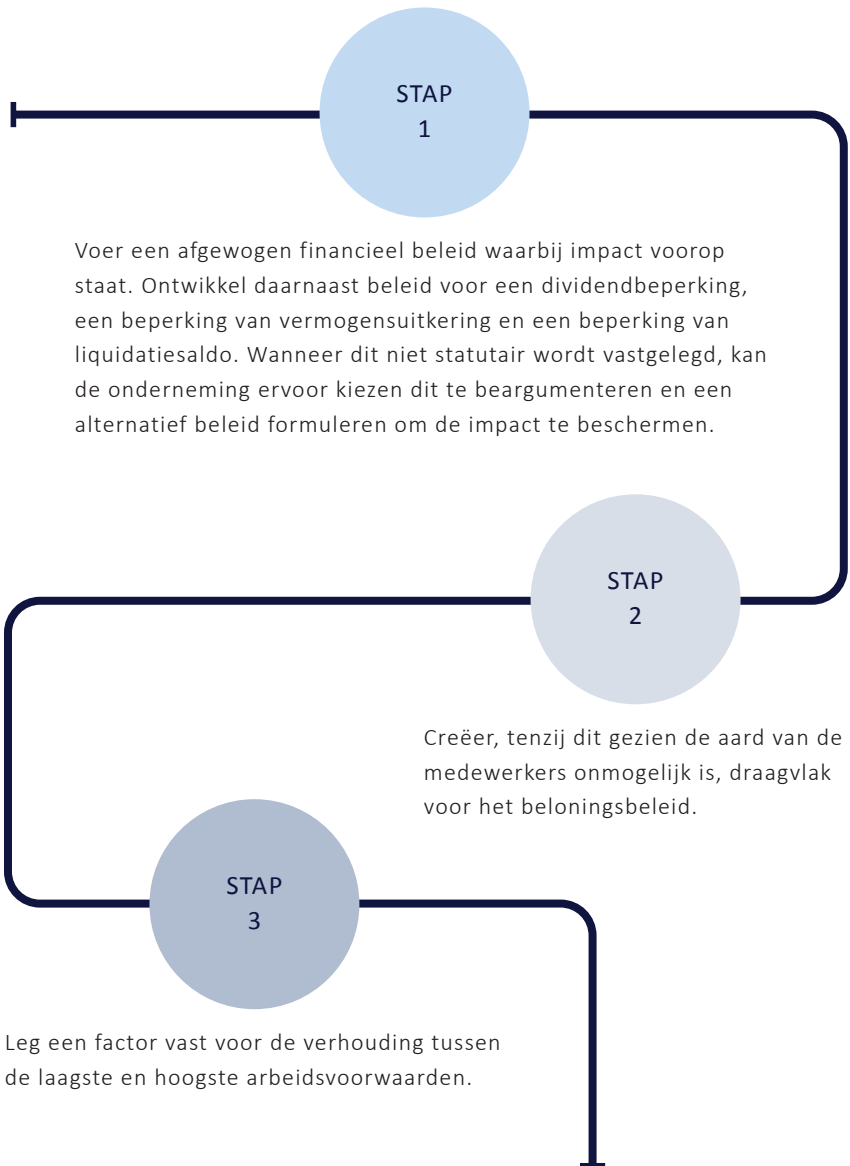 STAP
1
Voer een afgewogen financieel beleid waarbij impact voorop
staat. Ontwikkel daarnaast beleid voor een dividendbeperking,
een beperking van vermogensuitkering en een beperking van
liquidatiesaldo. Wanneer dit niet statutair wordt vastgelegd, kan
de onderneming ervoor kiezen dit te beargumenteren en een
alternatief beleid formuleren om de impact te beschermen.
STAP
2
Creëer, tenzij dit gezien de aard van de
medewerkers onmogelijk is, draagvlak
voor het beloningsbeleid.
STAP
3
Leg een factor vast voor de verhouding tussen
de laagste en hoogste arbeidsvoorwaarden.